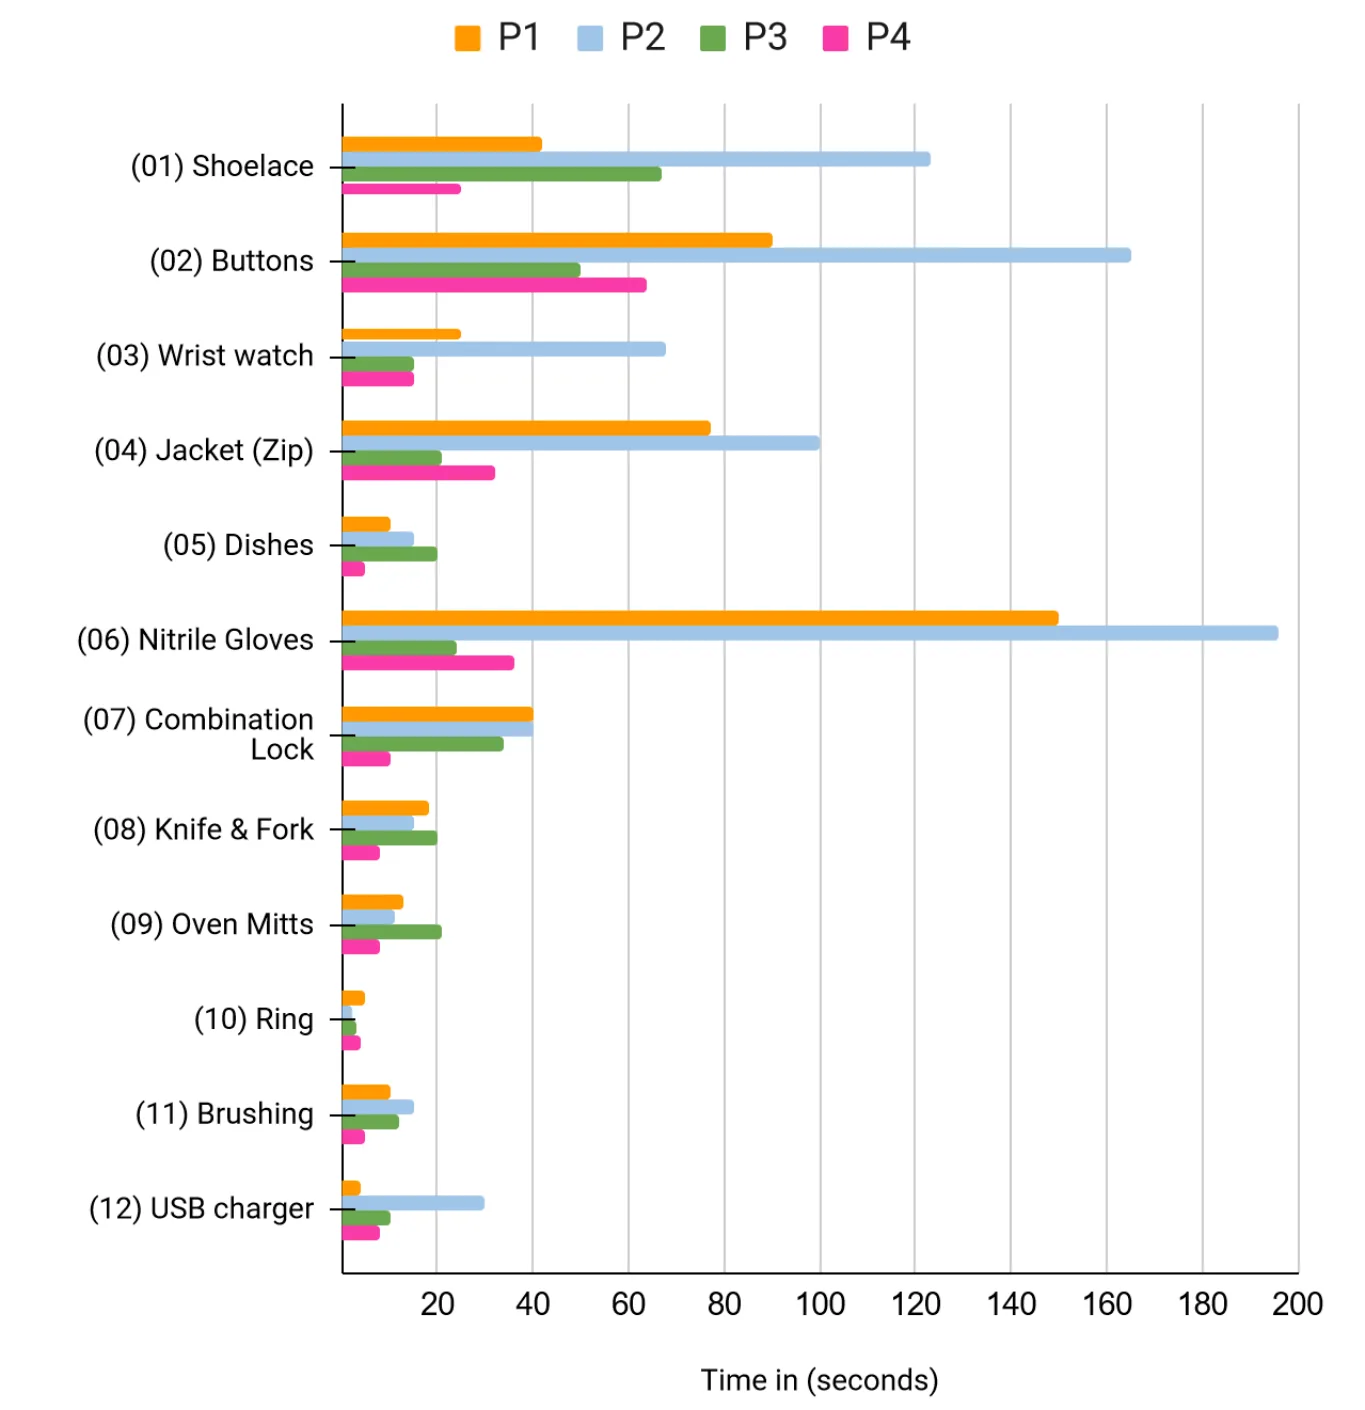 P1 P2 P3 P4
(01) Shoelace
(02) Buttons
(03) Wrist watch
(04) Jacket (Zip)
(05) Dishes
(06) Nitrile Gloves
(07) Combination
Lock
(08) Knife & Fork
(09) Oven Mitts
(10) Ring
(11) Brushing
(12) USB charger
20 40 60 80 100 120 140 160 180 200
Time in (seconds)